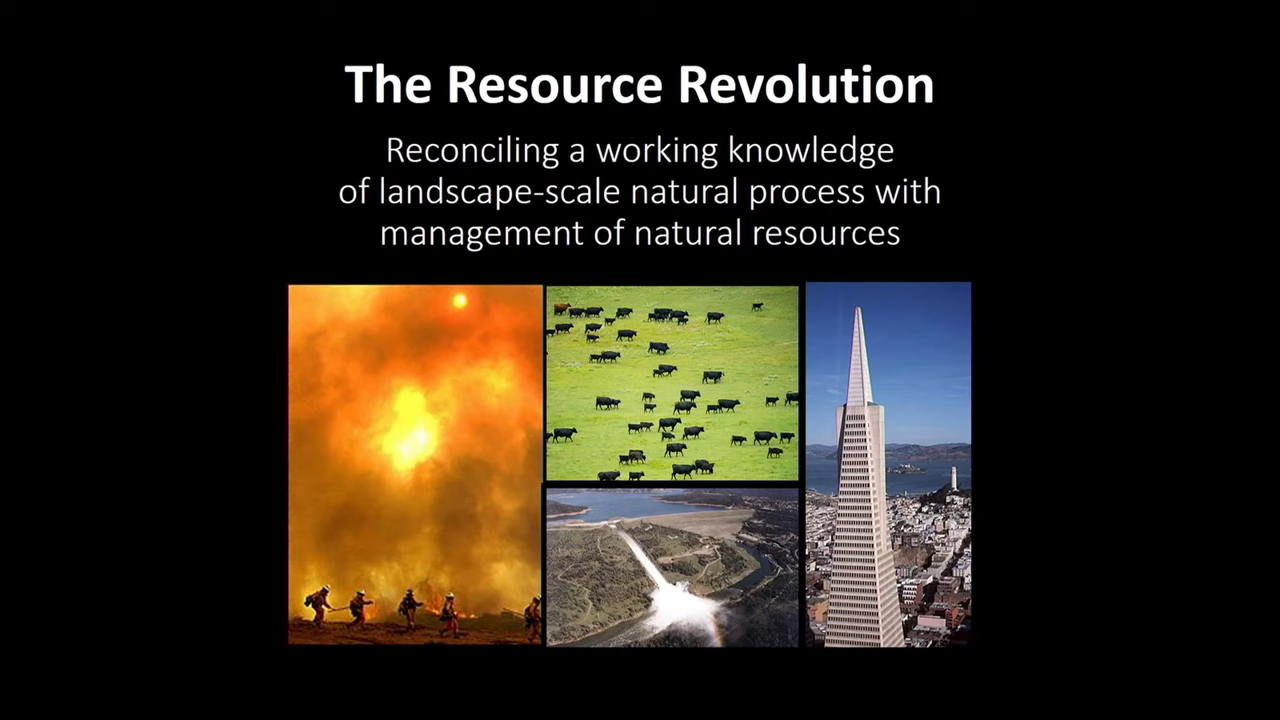 The Resource Revolution
Reconciling a working knowledge
of landscape-scale natural process with
management of natural resources